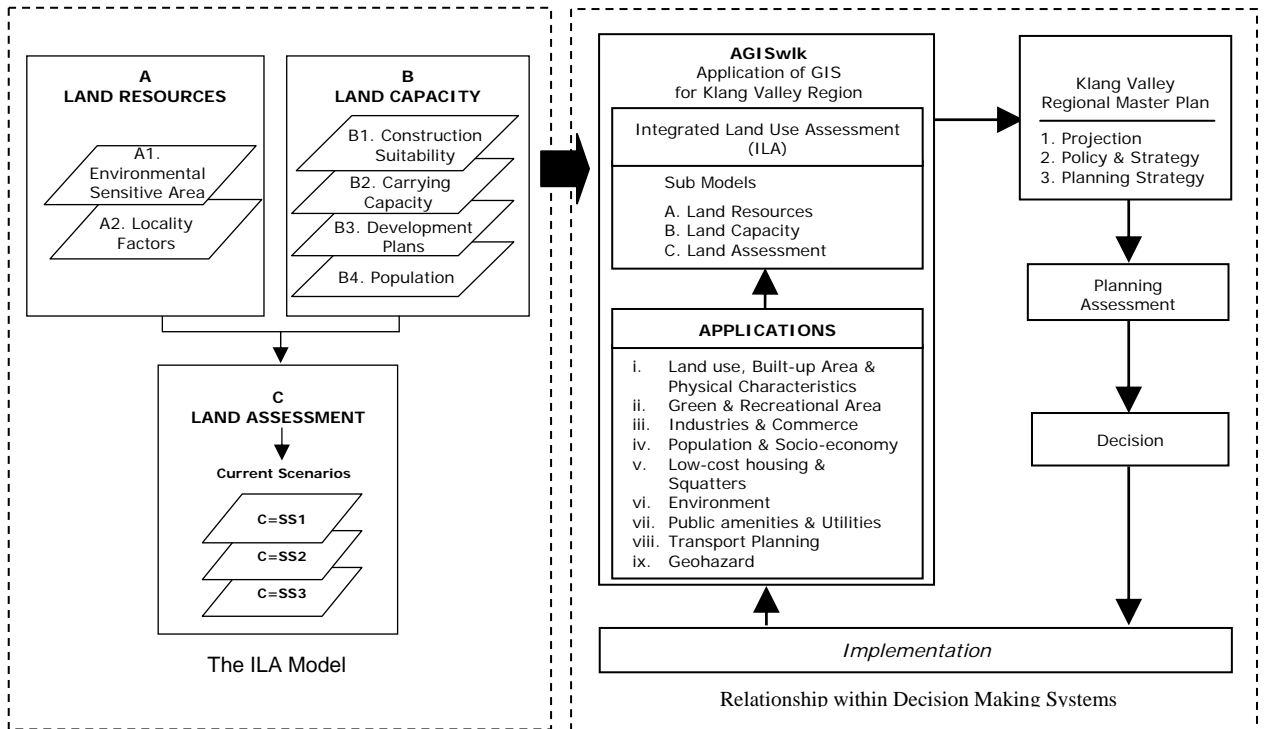 A
LAND RESOURCES
A1.
Environmental
Sensitive Area
A2. Locality
Factors
B
LAND CAPACITY
B1. Construction
Suitability
B2. Carrying
Capacity
B3. Development
Plans
B4. Population
C
LAND ASSESSMENT
Current Scenarios
C=SS1
C=SS2
C=SS3
The ILA Model
AGISwlk
Application of GIS
for Klang Valley Region
Integrated Land Use Assessment
(ILA)
Sub Models
A. Land Resources
B. Land Capacity
C. Land Assessment
APPLICATIONS
i. Land use, Built-up Area &
Physical Characteristics
ii. Green & Recreational Area
iii. Industries & Commerce
iv. Population & Socio-economy
v. Low-cost housing &
Squatters
vi. Environment
vii. Public amenities & Utilities
viii. Transport Planning
ix. Geohazard
Klang Valley
Regional Master Plan
1. Projection
2. Policy & Strategy
3. Planning Strategy
Planning
Assessment
Decision
Implementation
Relationship within Decision Making Systems